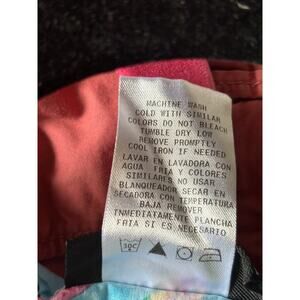 MACHINE WASH
COLD WITH SIMILAR
COLORS DO NOT BLEACH
TUMBLE DRY LOW
REMOVE PROMPTLY
COOL IRON IF NEEDED
LAVAR EN LAVADORA CON
AGUA FRIA Y COLORES
SIMILARES NO USAR
BLANQUEADOR SECAR EN
SECADORA CON TEMPERATURA
BAJA REMOVER
INMEDIATAMENTE PLANCHA
FRIA SI ES NECESARIO
30C